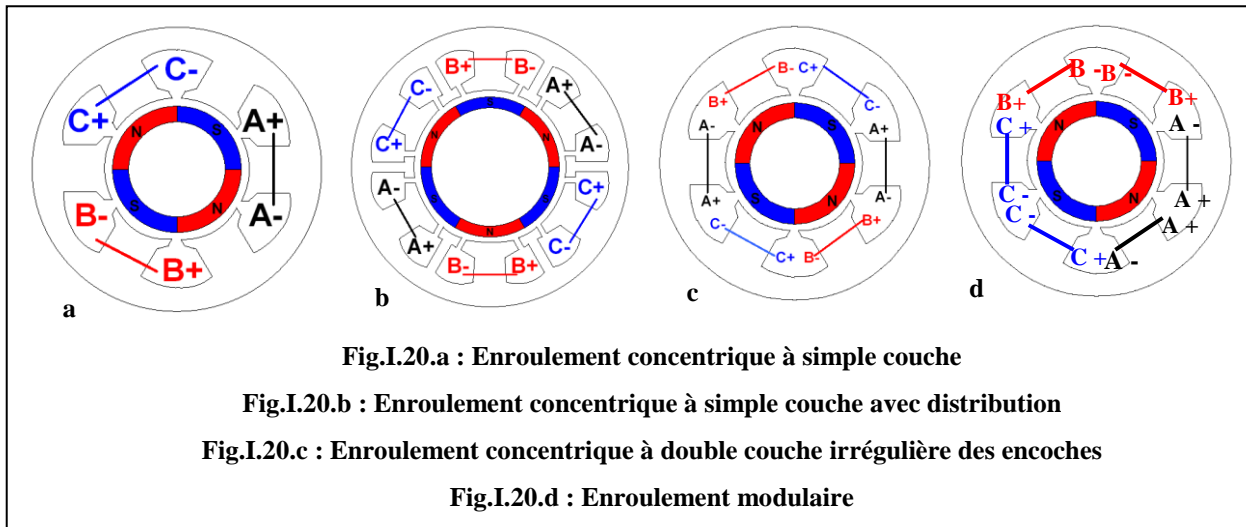 C-
C+ N S A+
B- S N A-
B+
a
B+ B-
C- A+
S
C+ N N A-
A- S S C+
A+ N C-
B- B+
b
B- C+
B+ C-
A- N S A+
A+ S N A-
C- B+
C+ B-
c
B - B -
B+ B+
C + N S A -
C - S N A +
C - A +
C + A -
d
Fig.I.20.a : Enroulement concentrique à simple couche
Fig.I.20.b : Enroulement concentrique à simple couche avec distribution
Fig.I.20.c : Enroulement concentrique à double couche irrégulière des encoches
Fig.I.20.d : Enroulement modulaire